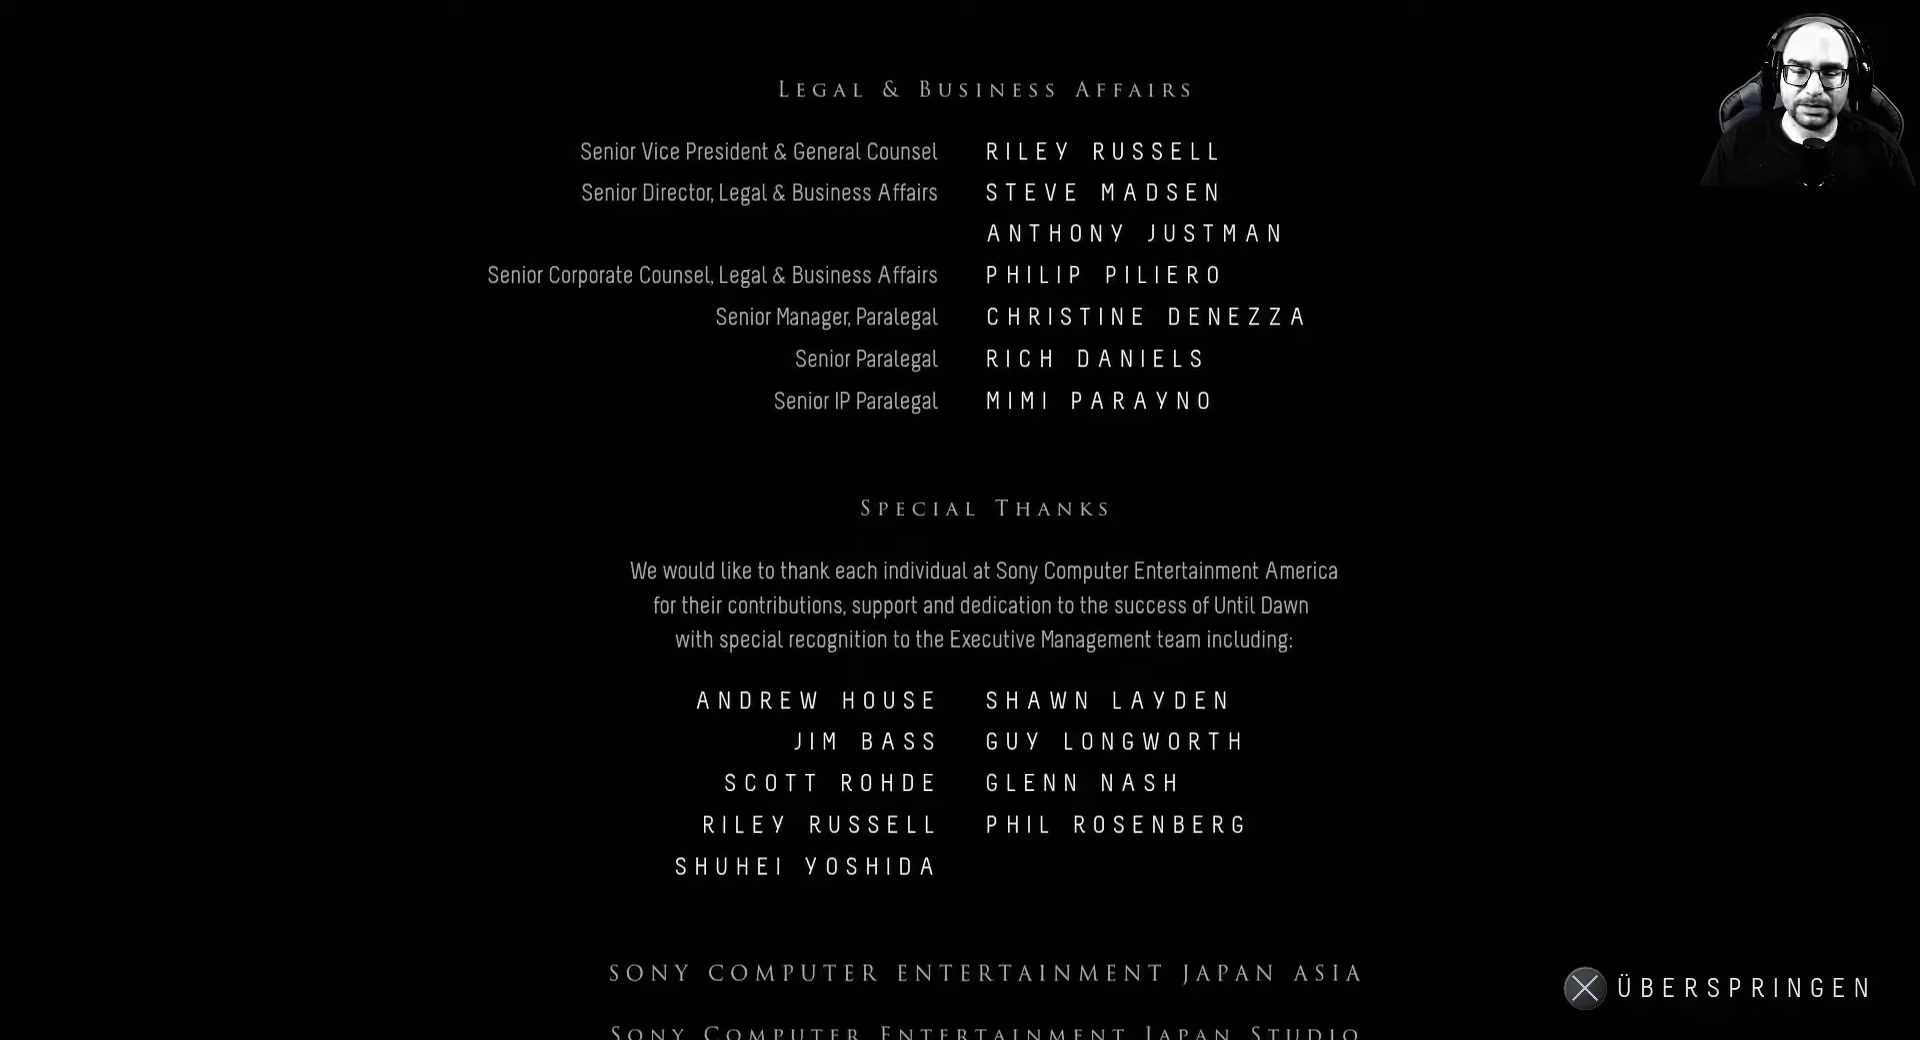 LEGAL & BUSINESS AFFAIRS
Senior Vice President & General Counsel RILEY RUSSELL
Senior Director, Legal & Business Affairs STEVE MADSEN
ANTHONY JUSTMAN
Senior Corporate Counsel, Legal & Business Affairs PHILIP PILIERO
Senior Manager, Paralegal CHRISTINE DENEZZA
Senior Paralegal RICH DANIELS
Senior IP Paralegal MIMI PARAYNO
SPECIAL THANKS
We would like to thank each individual at Sony Computer Entertainment America
for their contributions, support and dedication to the success of Until Dawn
with special recognition to the Executive Management team including:
ANDREW HOUSE SHAWN LAYDEN
JIM BASS GUY LONGWORTH
SCOTT ROHDE GLENN NASH
RILEY RUSSELL PHIL ROSENBERG
SHUHEI YOSHIDA
SONY COMPUTER ENTERTAINMENT JAPAN ASIA
ÜBERSPRINGEN
SONY COMPUTER ENTERTAINMENT JAPAN STUDIO